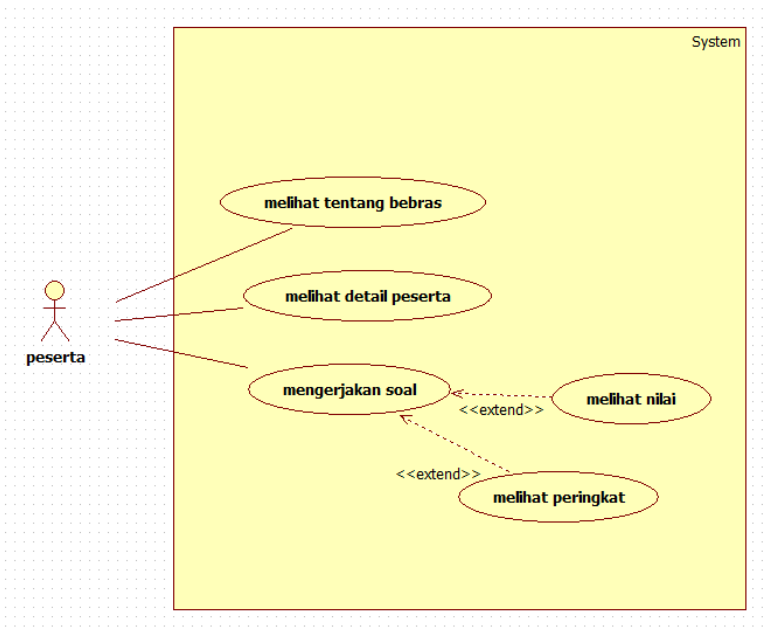 System
melihat tentang bebras
melihat detail peserta
peserta
mengerjakan soal
melihat nilai
<<extend>>
<<extend>>
melihat peringkat